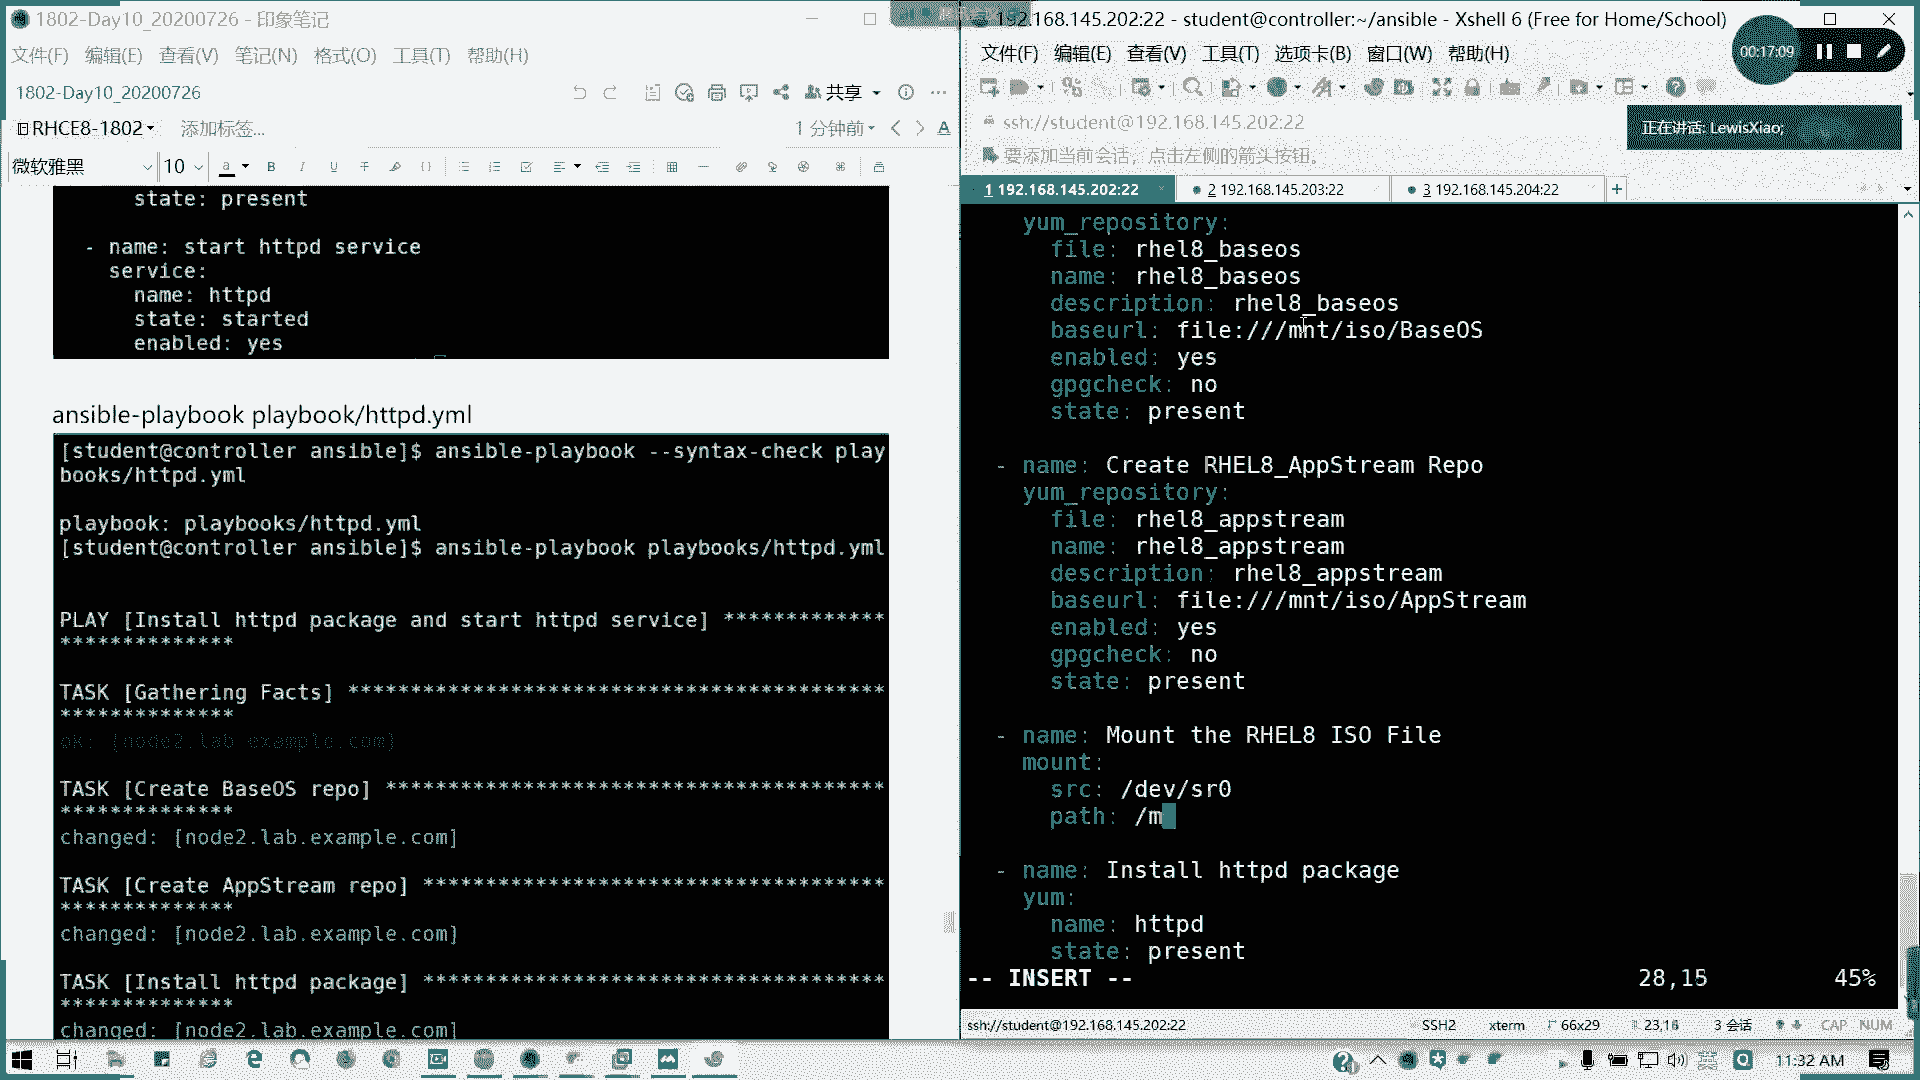 1802-Day10_20200726 - 印象笔记
文件(F) 编辑(E) 查看(V) 笔记(N) 格式(O) 工具(T) 帮助(H)
1802-Day10_20200726
共享
RHCE8-1802
添加标签...
1 分钟前
微软雅黑
10
state: present
- name: start httpd service
service:
name: httpd
state: started
enabled: yes
ansible-playbook playbook/httpd.yml
[student@controller ansible]$ ansible-playbook --syntax-check play
books/httpd.yml
playbook: playbooks/httpd.yml
[student@controller ansible]$ ansible-playbook playbooks/httpd.yml
PLAY [Install httpd package and start httpd service] *************
**************
TASK [Gathering Facts] *******************************************
**************
ok: [node2.lab.example.com]
TASK [Create BaseOS repo] ****************************************
**************
changed: [node2.lab.example.com]
TASK [Create AppStream repo] *************************************
**************
changed: [node2.lab.example.com]
TASK [Install httpd package] *************************************
**************
changed: [node2.lab.example.com]
192.168.145.202:22 - student@controller:~/ansible - Xshell 6 (Free for Home/School)
文件(F) 编辑(E) 查看(V) 工具(T) 选项卡(B) 窗口(W) 帮助(H)
00:17:09
ssh://student@192.168.145.202:22
正在讲话: LewisXiao;
要添加当前会话，点击左侧的箭头按钮。
1 192.168.145.202:22
2 192.168.145.203:22
3 192.168.145.204:22
yum_repository:
file: rhel8_baseos
name: rhel8_baseos
description: rhel8_baseos
baseurl: file:///mnt/iso/BaseOS
enabled: yes
gpgcheck: no
state: present
- name: Create RHEL8_AppStream Repo
yum_repository:
file: rhel8_appstream
name: rhel8_appstream
description: rhel8_appstream
baseurl: file:///mnt/iso/AppStream
enabled: yes
gpgcheck: no
state: present
- name: Mount the RHEL8 ISO File
mount:
src: /dev/sr0
path: /m
- name: Install httpd package
yum:
name: httpd
state: present
-- INSERT --
28,15
45%
ssh://student@192.168.145.202:22
SSH2
xterm
66x29
23,16
3 会话
CAP NUM
11:32 AM